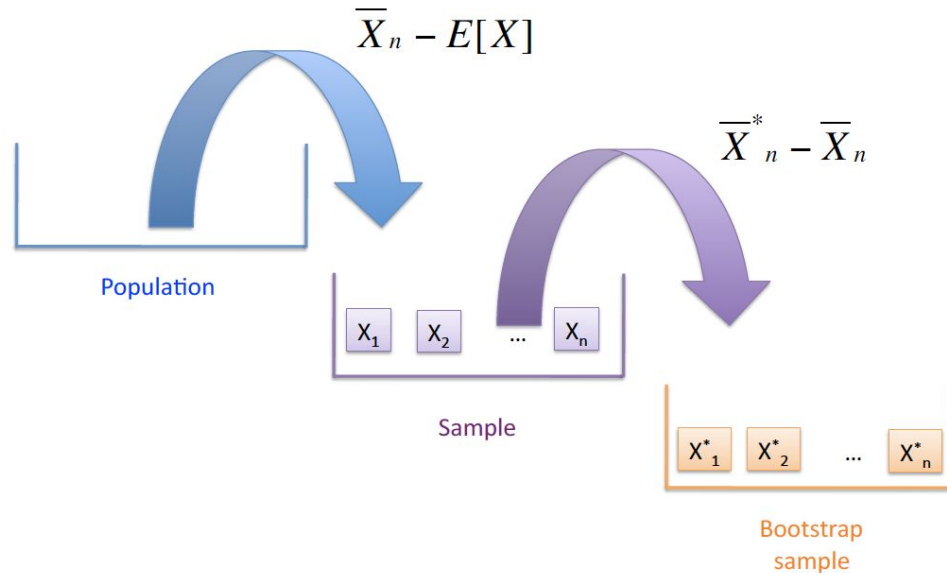 X̅ₙ − E[X]
X̅*ₙ − X̅ₙ
Population
X₁ X₂ ... Xₙ
Sample
X*₁ X*₂ ... X*ₙ
Bootstrap
sample